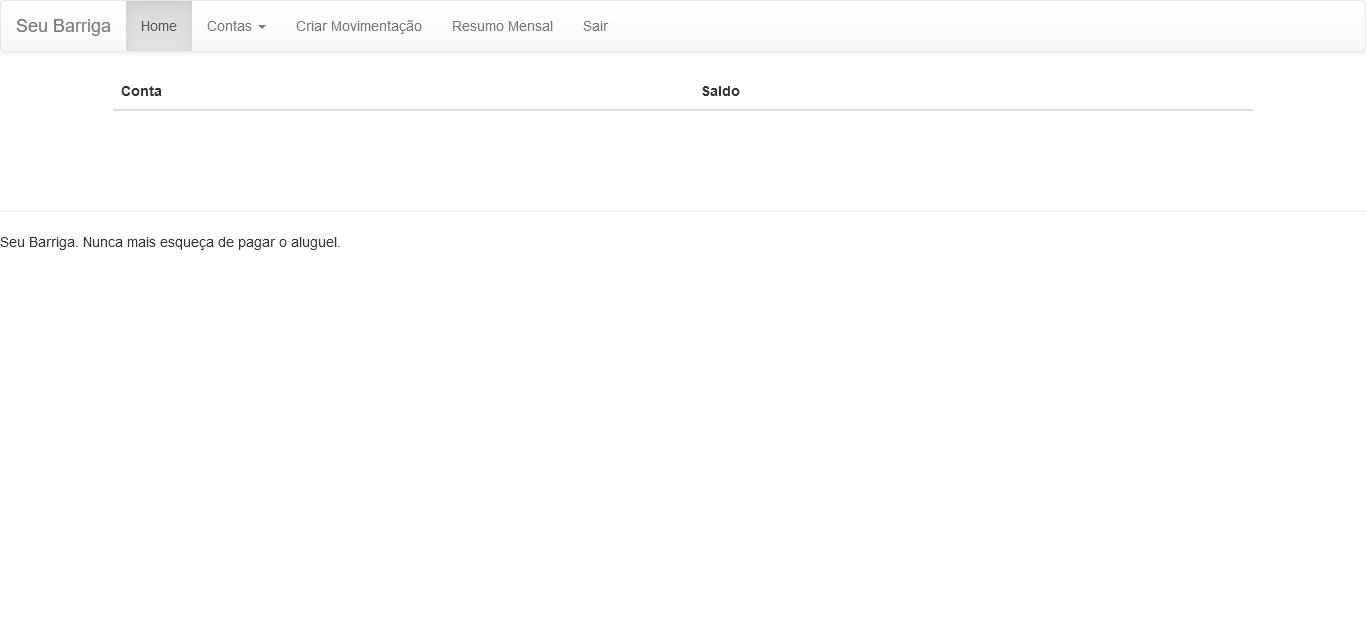 Seu Barriga Home Contas Criar Movimentação Resumo Mensal Sair
Conta Saldo
Seu Barriga. Nunca mais esqueça de pagar o aluguel.